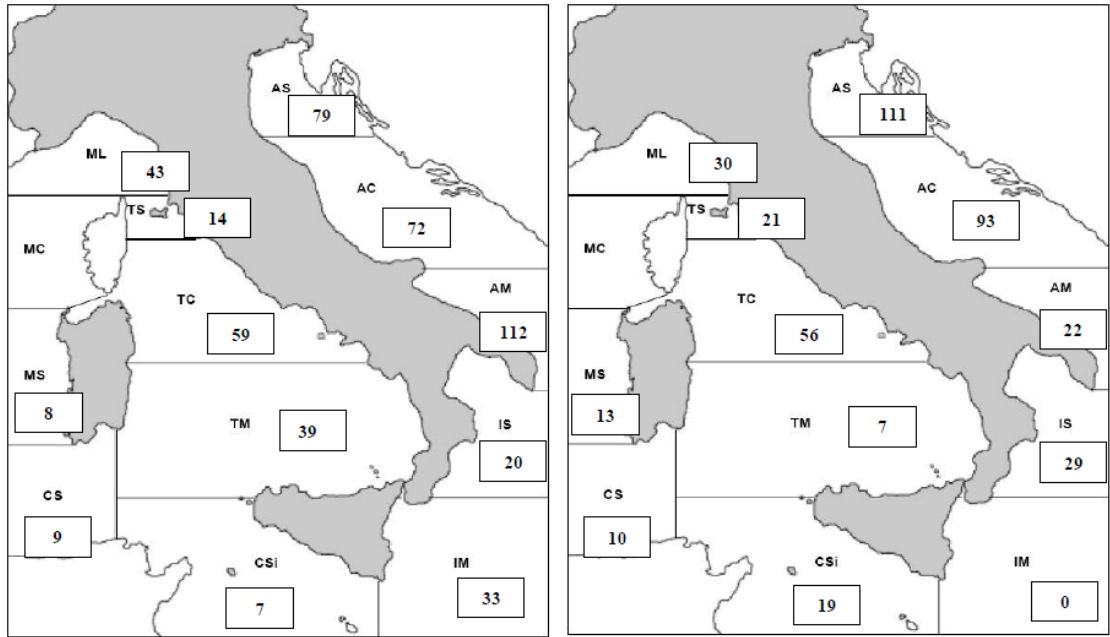 AS
79
ML
43
AC
72
TS
14
MC
TC
59
AM
112
MS
8
TM
39
IS
20
CS
9
CSi
7
IM
33
AS
111
ML
30
AC
93
TS
21
MC
TC
56
AM
22
MS
13
TM
7
IS
29
CS
10
CSi
19
IM
0